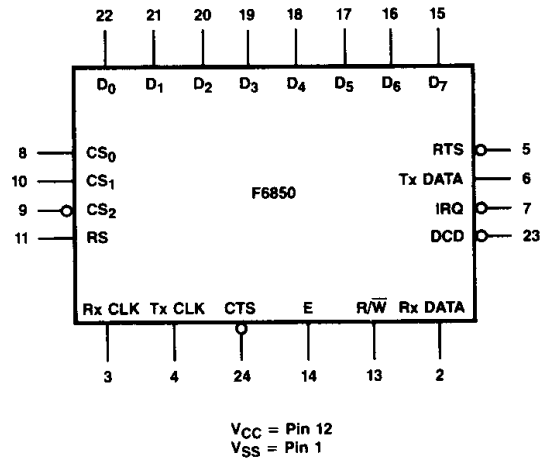 22 21 20 19 18 17 16 15
D0 D1 D2 D3 D4 D5 D6 D7
8 CS0 RTS 5
10 CS1 Tx DATA 6
F6850
9 CS2 IRQ 7
11 RS DCD 23
Rx CLK Tx CLK CTS E R/W̅ Rx DATA
3 4 24 14 13 2
VCC = Pin 12
VSS = Pin 1